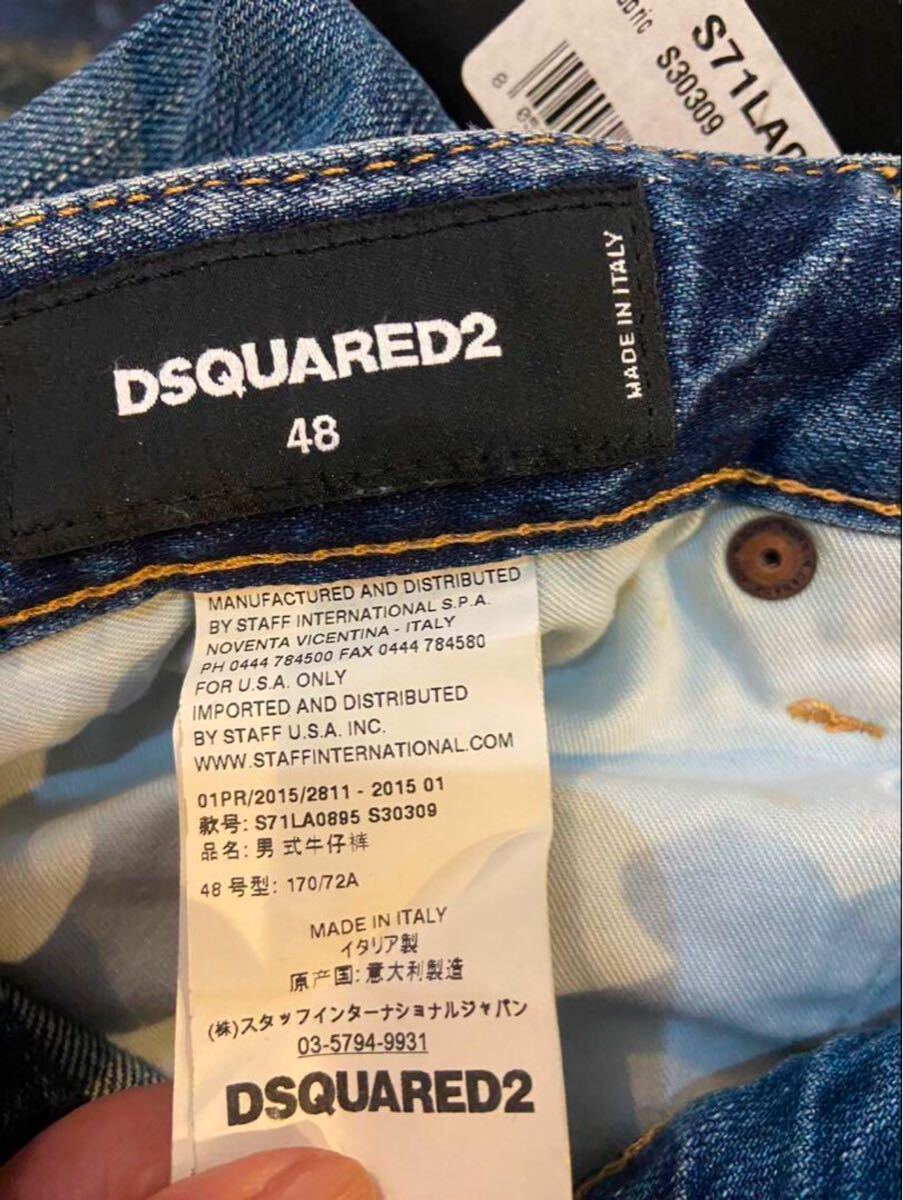 S71LA0
S30309
8 05
DSQUARED2
48
MADE IN ITALY
MANUFACTURED AND DISTRIBUTED
BY STAFF INTERNATIONAL S.P.A.
NOVENTA VICENTINA - ITALY
PH 0444 784500 FAX 0444 784580
FOR U.S.A. ONLY
IMPORTED AND DISTRIBUTED
BY STAFF U.S.A. INC.
WWW.STAFFINTERNATIONAL.COM
01PR/2015/2811 - 2015 01
款号: S71LA0895 S30309
品名: 男式牛仔裤
48 号型: 170/72A
MADE IN ITALY
イタリア製
原产国: 意大利製造
(株)スタッフインターナショナルジャパン
03-5794-9931
DSQUARED2